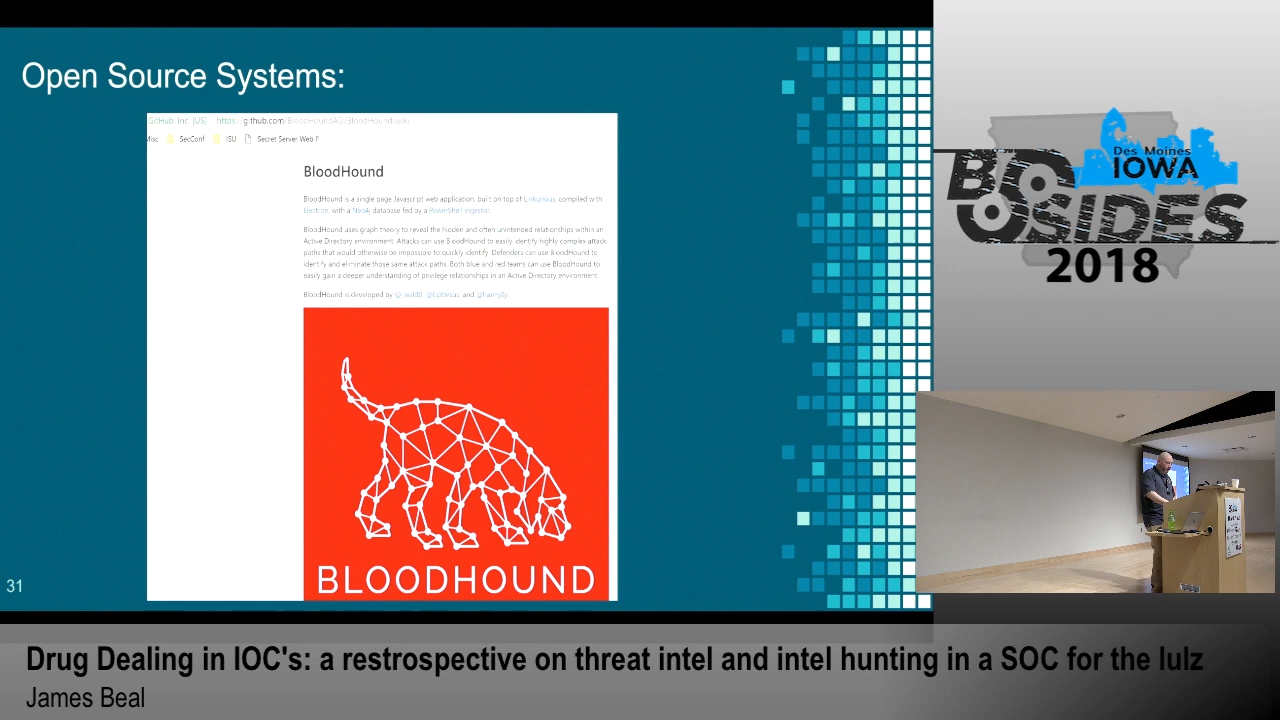 Open Source Systems:
GitHub, Inc. [US] https://github.com/BloodHoundAD/BloodHound/wiki
Misc SecConf ISU Secret Server Web P
BloodHound
BloodHound is a single page Javascript web application, built on top of Linkurious, compiled with
Electron, with a Neo4j database fed by a PowerShell ingestor.
BloodHound uses graph theory to reveal the hidden and often unintended relationships within an
Active Directory environment. Attacks can use BloodHound to easily identify highly complex attack
paths that would otherwise be impossible to quickly identify. Defenders can use BloodHound to
identify and eliminate those same attack paths. Both blue and red teams can use BloodHound to
easily gain a deeper understanding of privilege relationships in an Active Directory environment.
BloodHound is developed by @_wald0, @CptJesus, and @harmj0y.
BLOODHOUND
31
Des Moines
IOWA
BSIDES
2018
Drug Dealing in IOC's: a restrospective on threat intel and intel hunting in a SOC for the lulz
James Beal